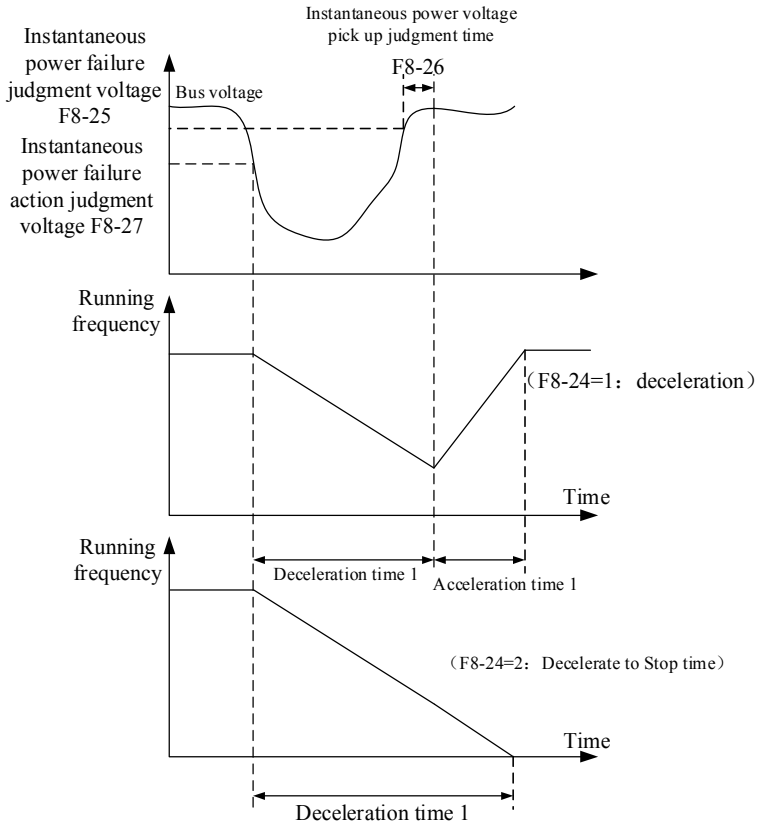 Instantaneous power voltage
pick up judgment time
F8-26
Instantaneous
power failure
judgment voltage
F8-25
Bus voltage
Instantaneous
power failure
action judgment
voltage F8-27
Running
frequency
（F8-24=1：deceleration）
Time
Deceleration time 1
Acceleration time 1
Running
frequency
（F8-24=2：Decelerate to Stop time）
Time
Deceleration time 1